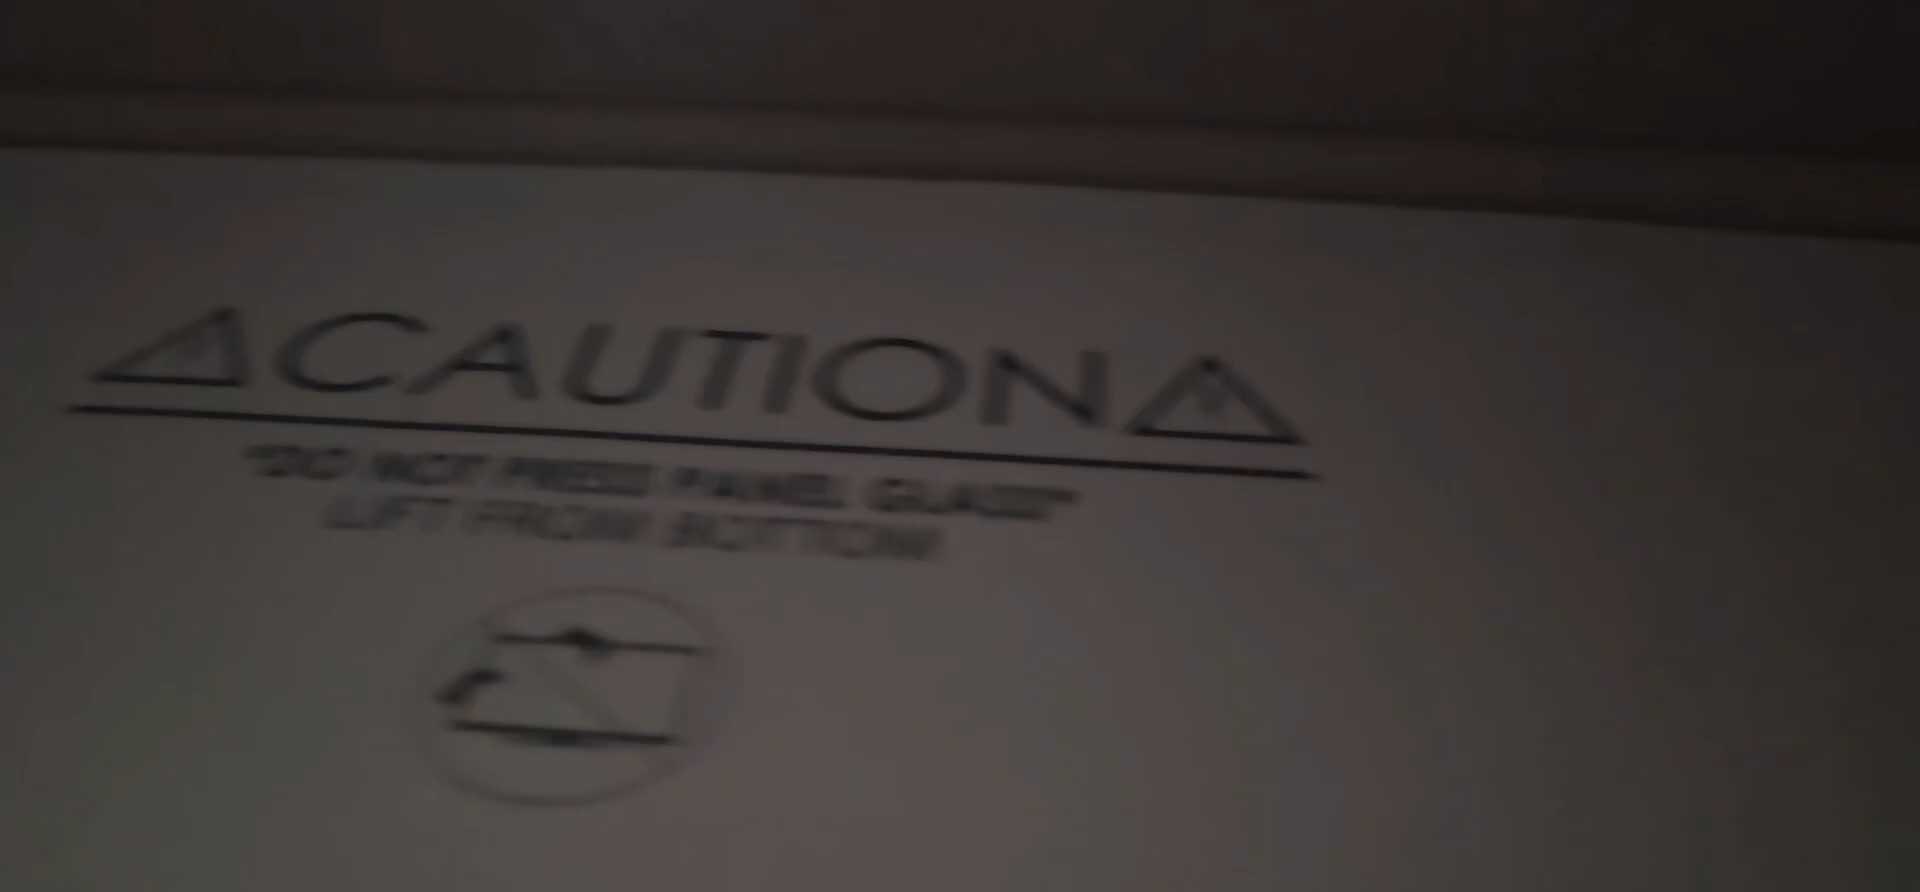 ⚠CAUTION⚠
"DO NOT PRESS PANEL GLASS"
LIFT FROM BOTTOM!